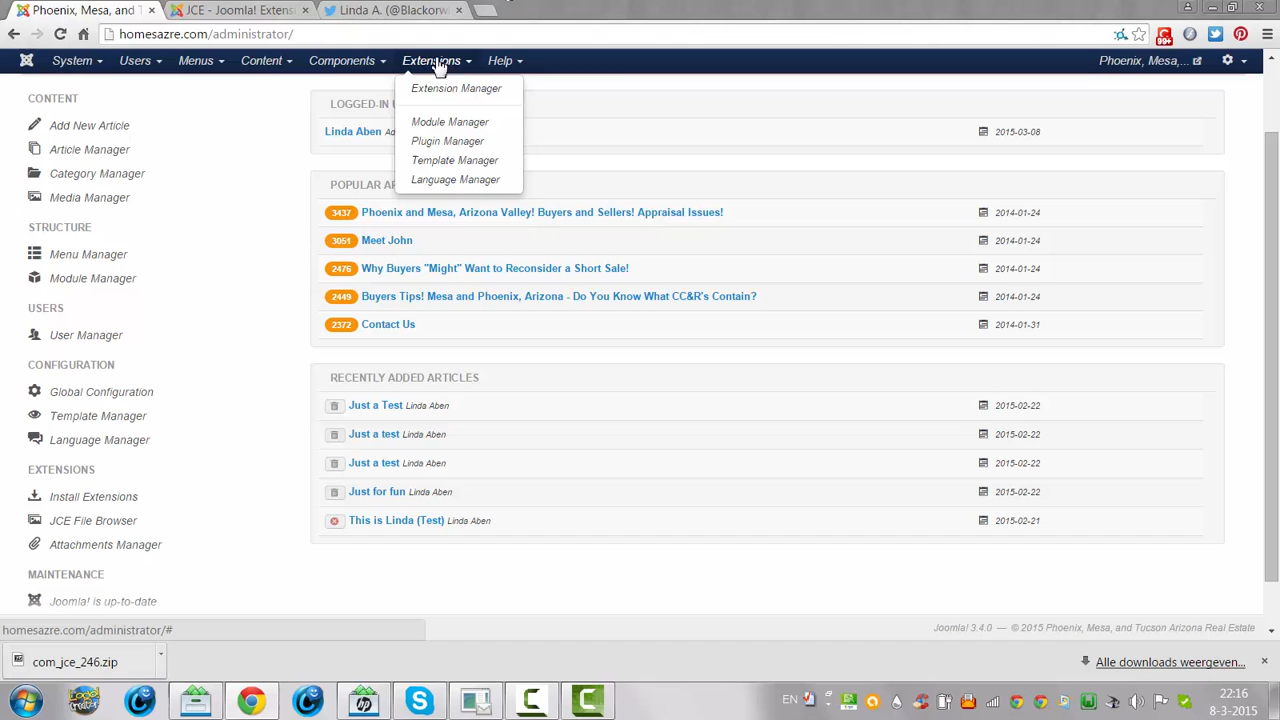 Phoenix, Mesa, and T
JCE - Joomla! Extensi
Linda A. (@Blackorw
homesazre.com/administrator/
System Users Menus Content Components Extensions Help Phoenix, Mesa,...
Extension Manager
Module Manager
Plugin Manager
Template Manager
Language Manager
CONTENT
Add New Article
Article Manager
Category Manager
Media Manager
STRUCTURE
Menu Manager
Module Manager
USERS
User Manager
CONFIGURATION
Global Configuration
Template Manager
Language Manager
EXTENSIONS
Install Extensions
JCE File Browser
Attachments Manager
MAINTENANCE
Joomla! is up-to-date
LOGGED-IN
Linda Aben 2015-03-08
POPULAR
3437 Phoenix and Mesa, Arizona Valley! Buyers and Sellers! Appraisal Issues! 2014-01-24
3051 Meet John 2014-01-24
2476 Why Buyers "Might" Want to Reconsider a Short Sale! 2014-01-24
2449 Buyers Tips! Mesa and Phoenix, Arizona - Do You Know What CC&R's Contain? 2014-01-24
2372 Contact Us 2014-01-31
RECENTLY ADDED ARTICLES
Just a Test Linda Aben 2015-02-22
Just a test Linda Aben 2015-02-22
Just a test Linda Aben 2015-02-22
Just for fun Linda Aben 2015-02-22
This is Linda (Test) Linda Aben 2015-02-21
homesazre.com/administrator/#
Joomla! 3.4.0 — © 2015 Phoenix, Mesa, and Tucson Arizona Real Estate
com_jce_246.zip
Alle downloads weergeven...
EN
22:16
8-3-2015